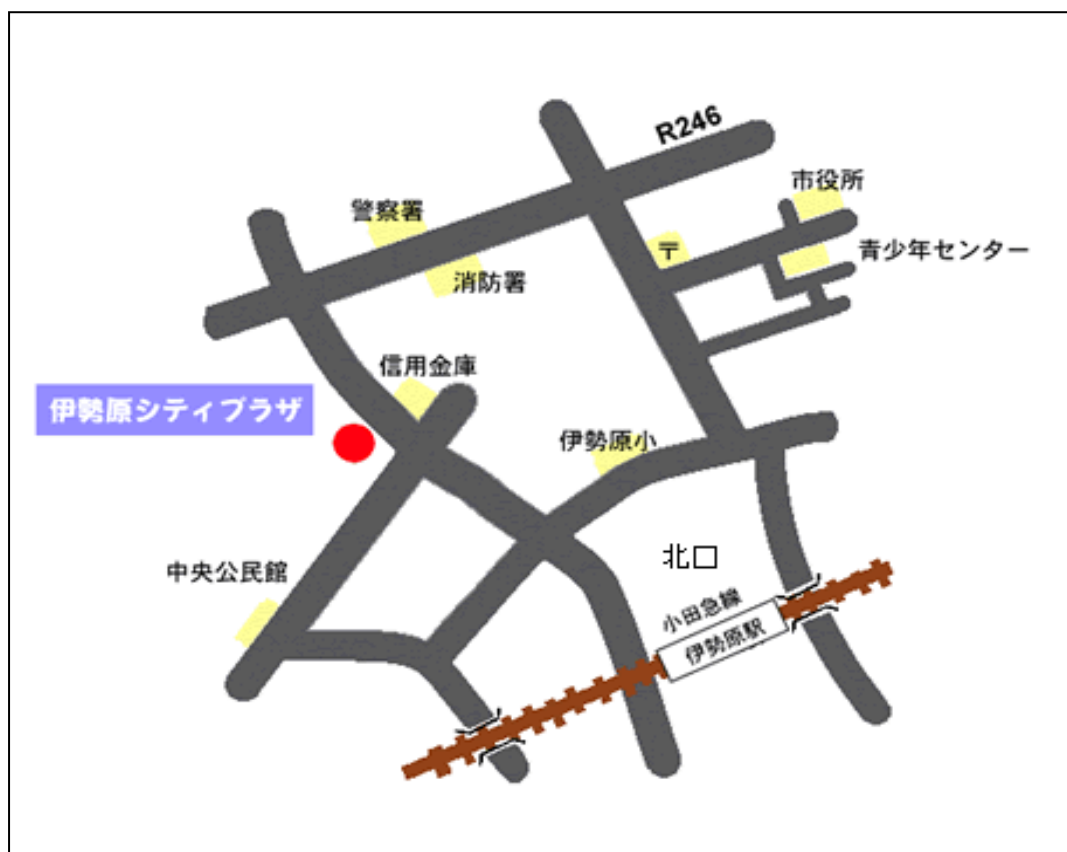 R246
市役所
警察署
〒
青少年センター
消防署
信用金庫
伊勢原シティプラザ
伊勢原小
北口
中央公民館
小田急線
伊勢原駅